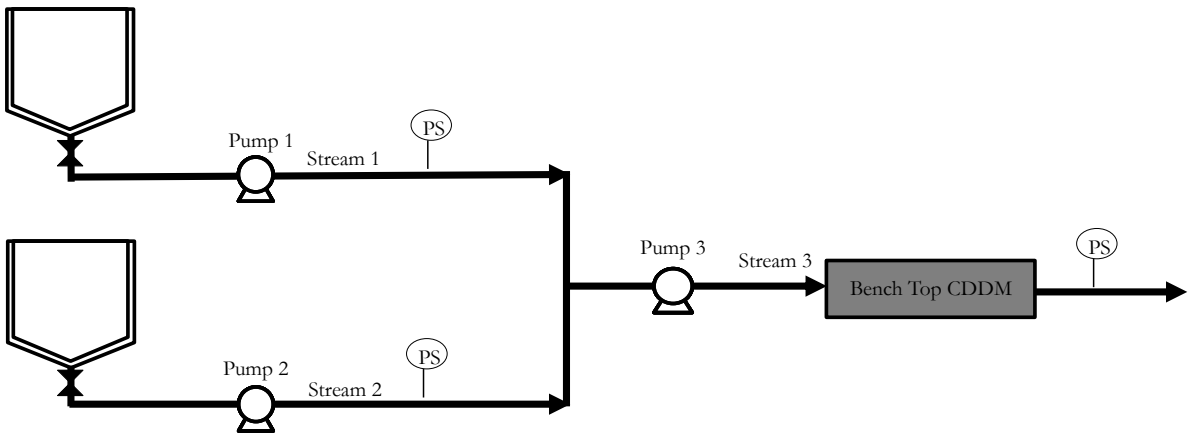 PS
Pump 1
Stream 1
Pump 3
Stream 3
PS
Bench Top CDDM
PS
Pump 2
Stream 2